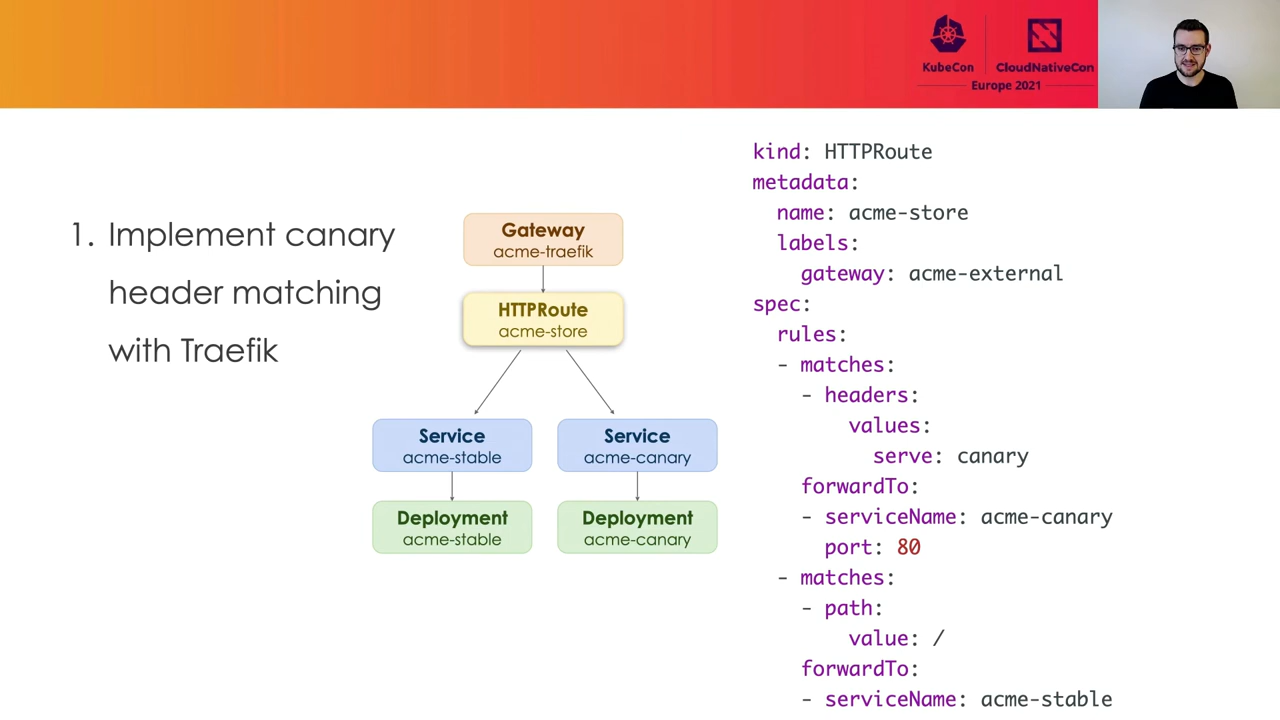 KubeCon
CloudNativeCon
Europe 2021
1. Implement canary
header matching
with Traefik
Gateway
acme-traefik
HTTPRoute
acme-store
Service
acme-stable
Service
acme-canary
Deployment
acme-stable
Deployment
acme-canary
kind: HTTPRoute
metadata:
name: acme-store
labels:
gateway: acme-external
spec:
rules:
- matches:
- headers:
values:
serve: canary
forwardTo:
- serviceName: acme-canary
port: 80
- matches:
- path:
value: /
forwardTo:
- serviceName: acme-stable